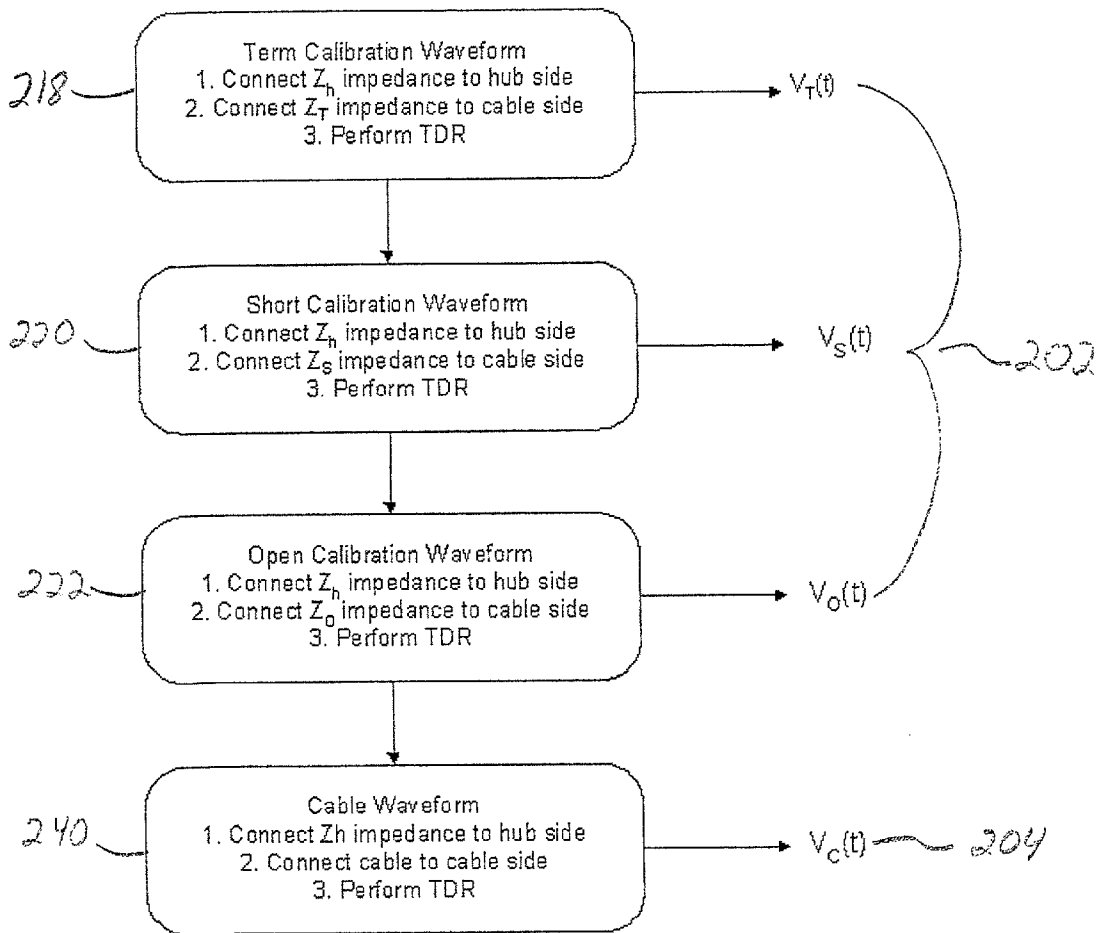 Term Calibration Waveform
1. Connect Zh impedance to hub side
2. Connect ZT impedance to cable side
3. Perform TDR
218
VT(t)
Short Calibration Waveform
1. Connect Zh impedance to hub side
2. Connect ZS impedance to cable side
3. Perform TDR
220
VS(t)
202
Open Calibration Waveform
1. Connect Zh impedance to hub side
2. Connect ZO impedance to cable side
3. Perform TDR
222
VO(t)
Cable Waveform
1. Connect Zh impedance to hub side
2. Connect cable to cable side
3. Perform TDR
240
VC(t)
204